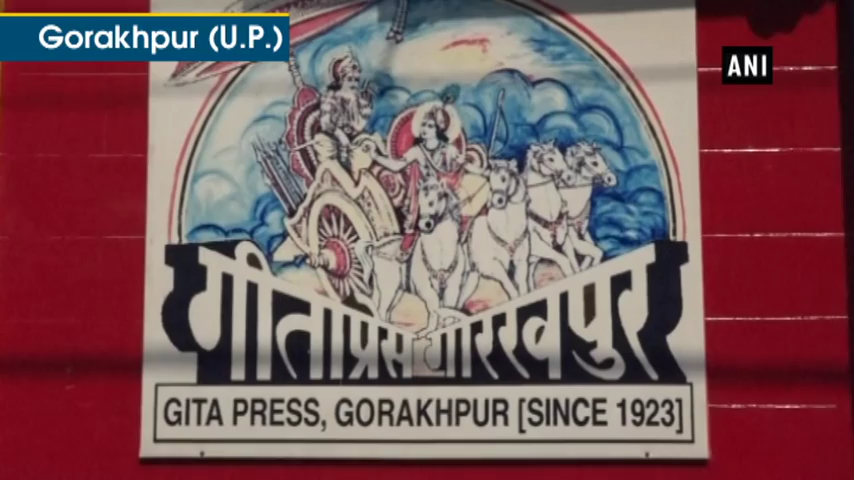 Gorakhpur (U.P.)
ANI
गीताप्रेस गोरखपुर
GITA PRESS, GORAKHPUR [SINCE 1923]